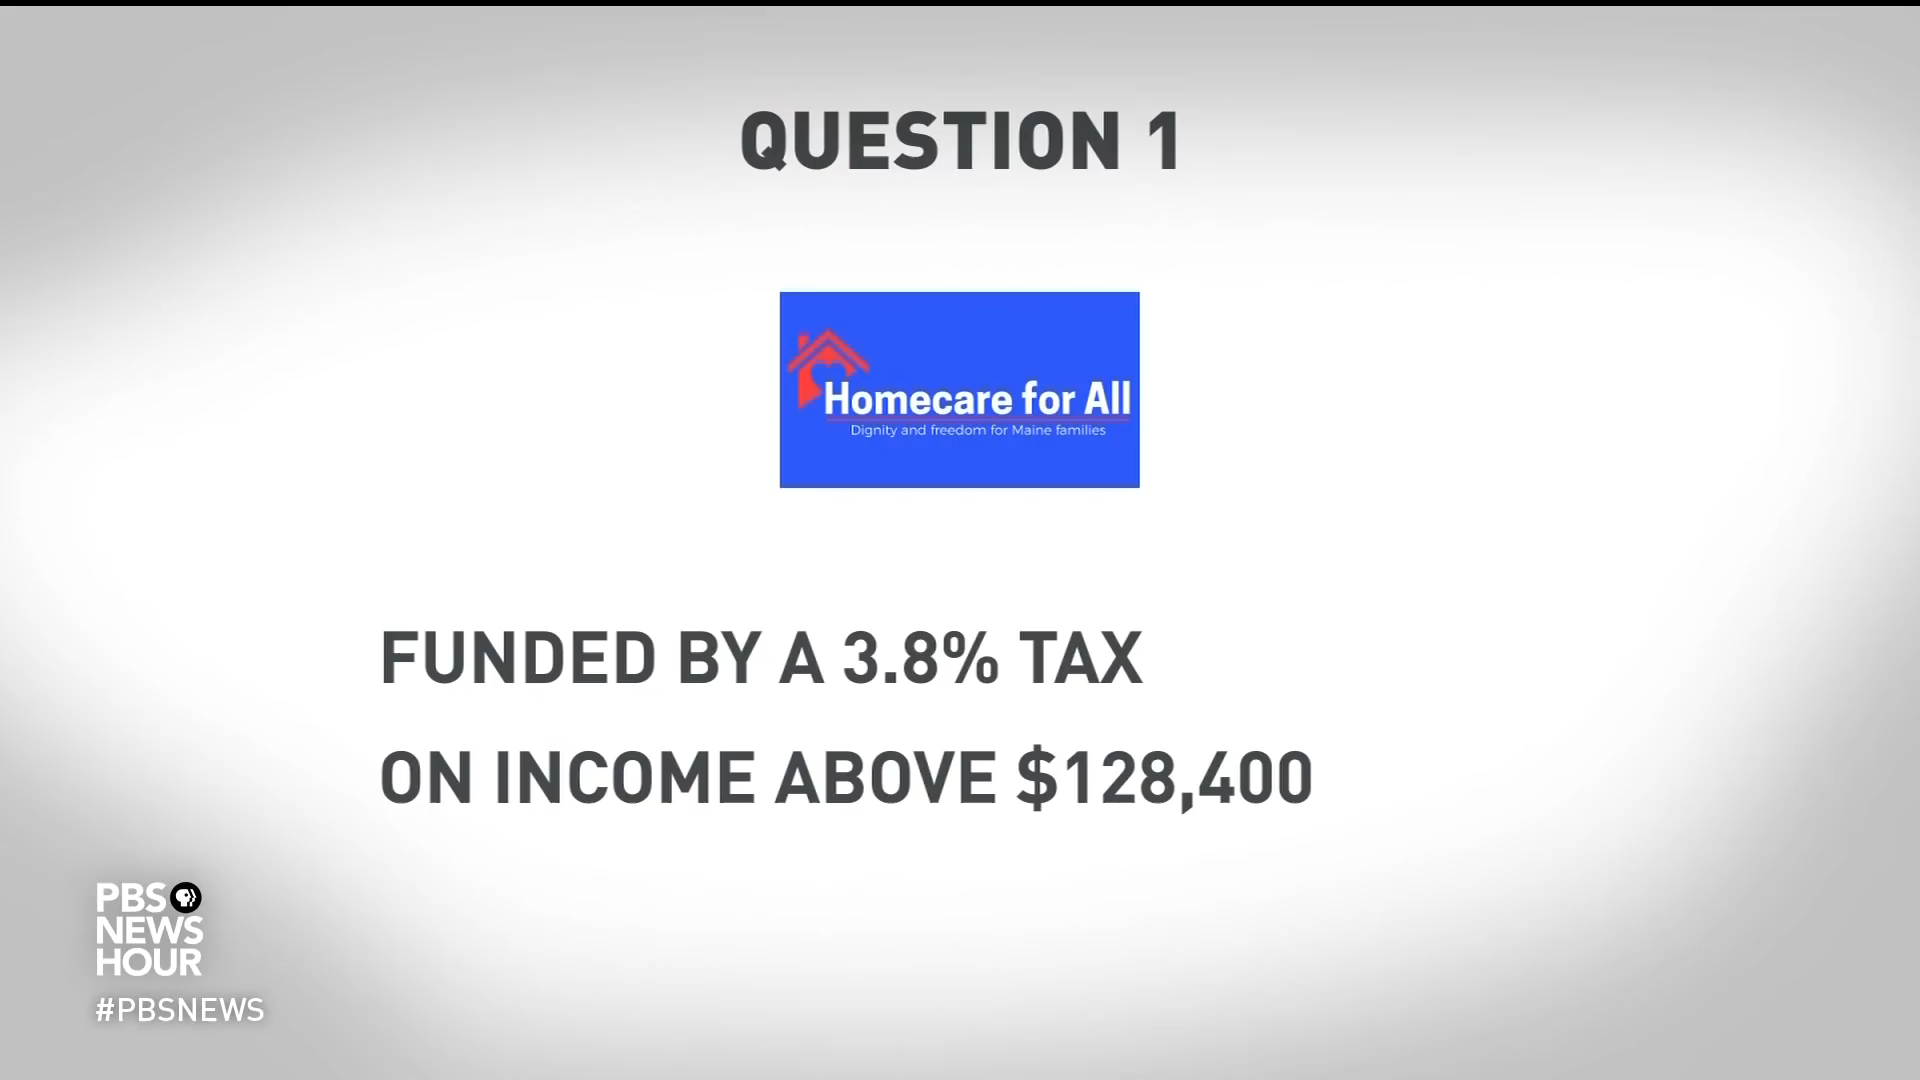 QUESTION 1
Homecare for All
Dignity and freedom for Maine families
FUNDED BY A 3.8% TAX
ON INCOME ABOVE $128,400
PBS
NEWS
HOUR
#PBSNEWS